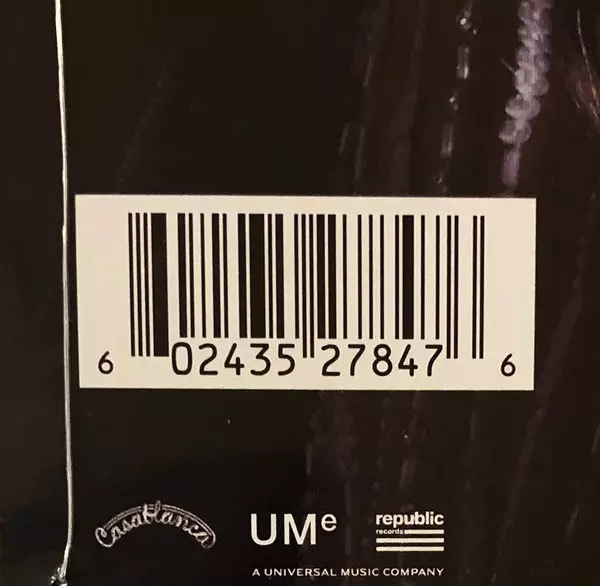 6 02435 27847 6
Casablanca UMe republic
records
A UNIVERSAL MUSIC COMPANY